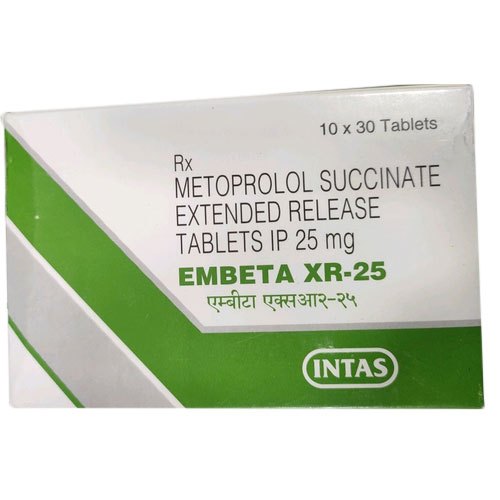 10 x 30 Tablets
Rx
METOPROLOL SUCCINATE
EXTENDED RELEASE
TABLETS IP 25 mg
EMBETA XR-25
एम्बीटा एक्सआर-२५
INTAS